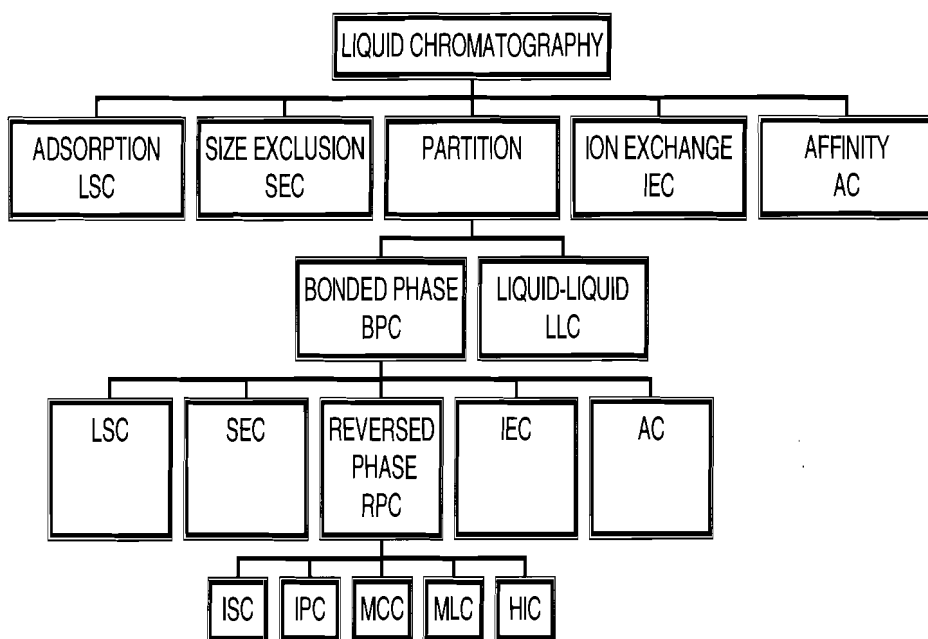 LIQUID CHROMATOGRAPHY
ADSORPTION
LSC
SIZE EXCLUSION
SEC
PARTITION
ION EXCHANGE
IEC
AFFINITY
AC
BONDED PHASE
BPC
LIQUID-LIQUID
LLC
LSC
SEC
REVERSED
PHASE
RPC
IEC
AC
ISC
IPC
MCC
MLC
HIC